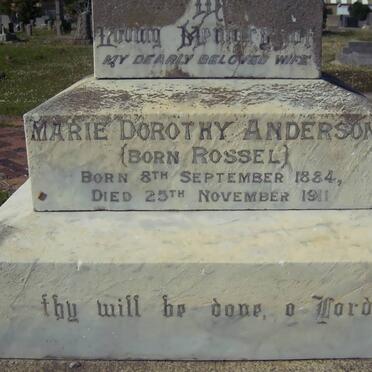 In
Loving Memory of
MY DEARLY BELOVED WIFE
MARIE DOROTHY ANDERSON
(BORN ROSSEL)
BORN 8TH SEPTEMBER 1884,
DIED 25TH NOVEMBER 1911
thy will be done, o Lord